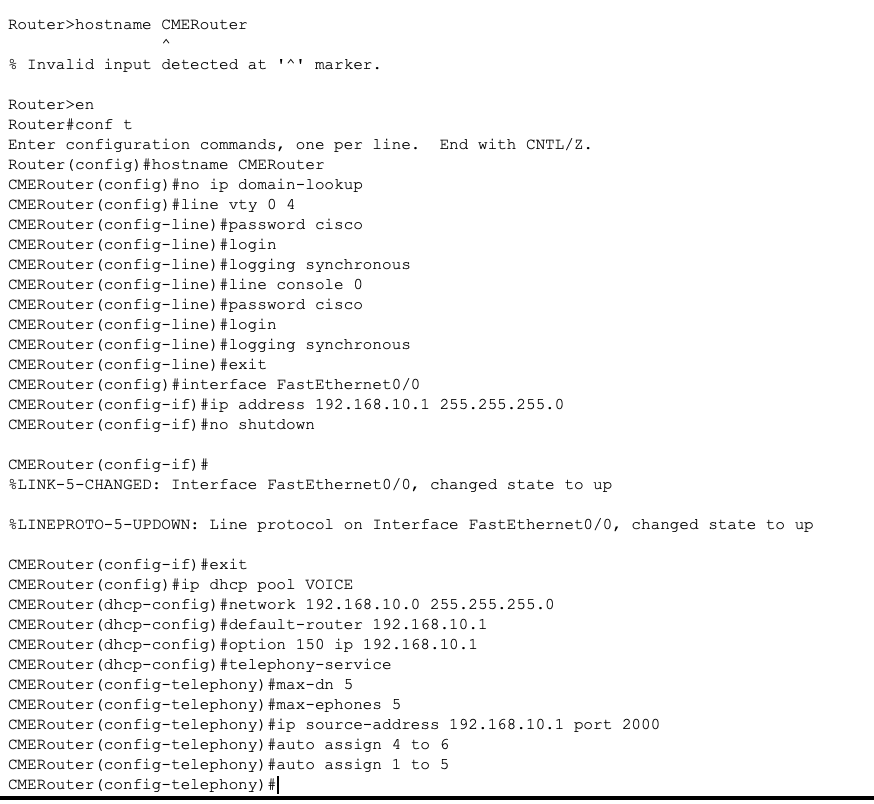 Router>hostname CMERouter
^
% Invalid input detected at '^' marker.
Router>en
Router#conf t
Enter configuration commands, one per line.  End with CNTL/Z.
Router(config)#hostname CMERouter
CMERouter(config)#no ip domain-lookup
CMERouter(config)#line vty 0 4
CMERouter(config-line)#password cisco
CMERouter(config-line)#login
CMERouter(config-line)#logging synchronous
CMERouter(config-line)#line console 0
CMERouter(config-line)#password cisco
CMERouter(config-line)#login
CMERouter(config-line)#logging synchronous
CMERouter(config-line)#exit
CMERouter(config)#interface FastEthernet0/0
CMERouter(config-if)#ip address 192.168.10.1 255.255.255.0
CMERouter(config-if)#no shutdown
CMERouter(config-if)#
%LINK-5-CHANGED: Interface FastEthernet0/0, changed state to up
%LINEPROTO-5-UPDOWN: Line protocol on Interface FastEthernet0/0, changed state to up
CMERouter(config-if)#exit
CMERouter(config)#ip dhcp pool VOICE
CMERouter(dhcp-config)#network 192.168.10.0 255.255.255.0
CMERouter(dhcp-config)#default-router 192.168.10.1
CMERouter(dhcp-config)#option 150 ip 192.168.10.1
CMERouter(dhcp-config)#telephony-service
CMERouter(config-telephony)#max-dn 5
CMERouter(config-telephony)#max-ephones 5
CMERouter(config-telephony)#ip source-address 192.168.10.1 port 2000
CMERouter(config-telephony)#auto assign 4 to 6
CMERouter(config-telephony)#auto assign 1 to 5
CMERouter(config-telephony)#